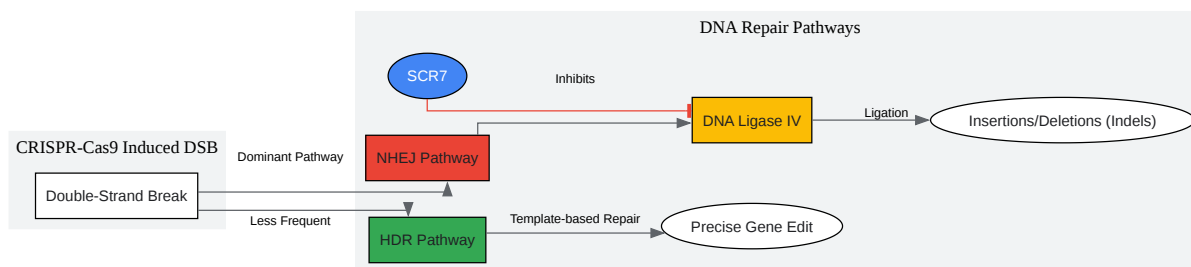 DNA Repair Pathways
SCR7
Inhibits
DNA Ligase IV
Ligation
Insertions/Deletions (Indels)
CRISPR-Cas9 Induced DSB
Dominant Pathway
NHEJ Pathway
Double-Strand Break
Less Frequent
Template-based Repair
Precise Gene Edit
HDR Pathway